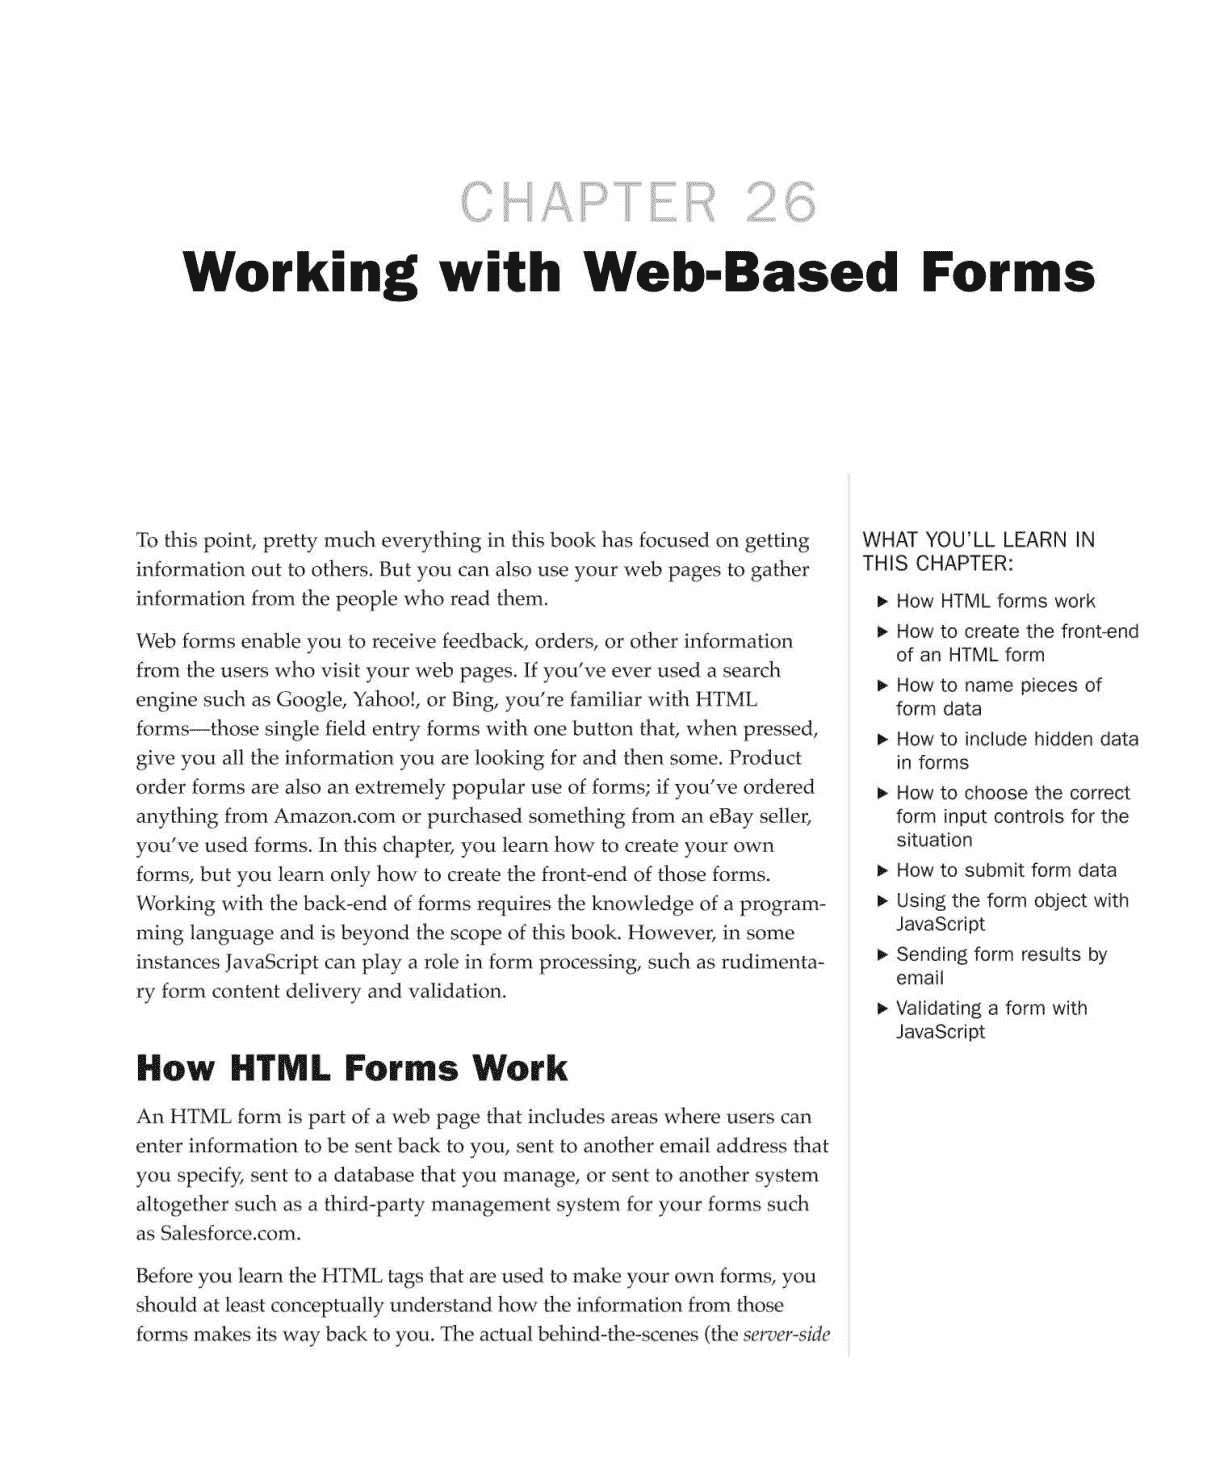 CHAPTER 26
Working with Web-Based Forms
To this point, pretty much everything in this book has focused on getting
information out to others. But you can also use your web pages to gather
information from the people who read them.
Web forms enable you to receive feedback, orders, or other information
from the users who visit your web pages. If you've ever used a search
engine such as Google, Yahoo!, or Bing, you're familiar with HTML
forms—those single field entry forms with one button that, when pressed,
give you all the information you are looking for and then some. Product
order forms are also an extremely popular use of forms; if you've ordered
anything from Amazon.com or purchased something from an eBay seller,
you've used forms. In this chapter, you learn how to create your own
forms, but you learn only how to create the front-end of those forms.
Working with the back-end of forms requires the knowledge of a program-
ming language and is beyond the scope of this book. However, in some
instances JavaScript can play a role in form processing, such as rudimenta-
ry form content delivery and validation.
How HTML Forms Work
An HTML form is part of a web page that includes areas where users can
enter information to be sent back to you, sent to another email address that
you specify, sent to a database that you manage, or sent to another system
altogether such as a third-party management system for your forms such
as Salesforce.com.
Before you learn the HTML tags that are used to make your own forms, you
should at least conceptually understand how the information from those
forms makes its way back to you. The actual behind-the-scenes (the server-side
WHAT YOU'LL LEARN IN
THIS CHAPTER:
▶ How HTML forms work
▶ How to create the front-end
of an HTML form
▶ How to name pieces of
form data
▶ How to include hidden data
in forms
▶ How to choose the correct
form input controls for the
situation
▶ How to submit form data
▶ Using the form object with
JavaScript
▶ Sending form results by
email
▶ Validating a form with
JavaScript